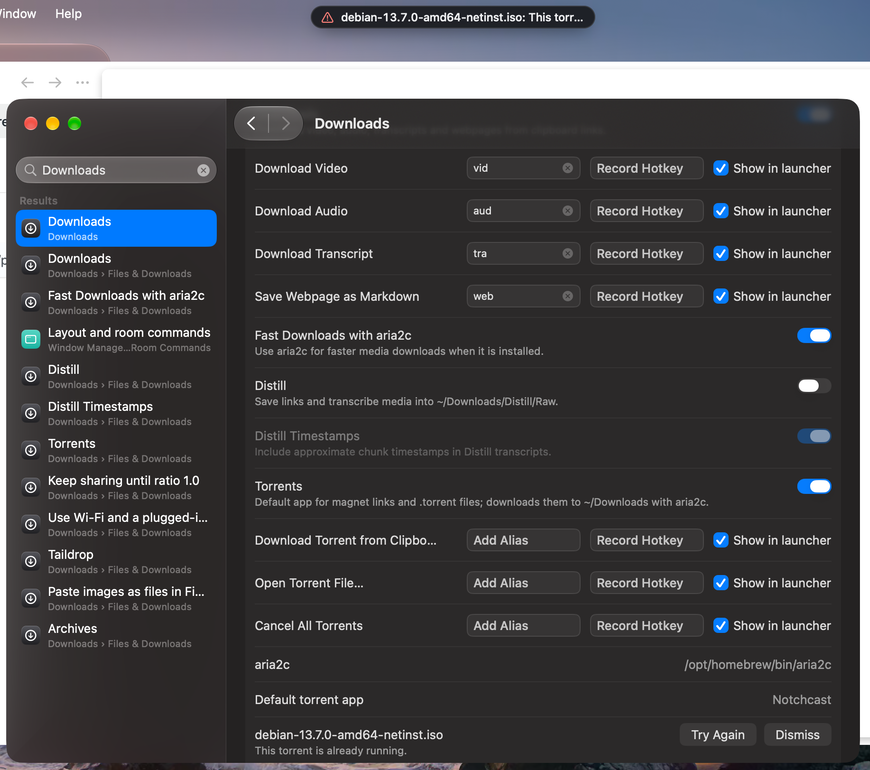 Window Help
debian-13.7.0-amd64-netinst.iso: This torr...
Downloads
Downloads
Results
Downloads
Downloads
Downloads
Downloads › Files & Downloads
Fast Downloads with aria2c
Downloads › Files & Downloads
Layout and room commands
Window Manage...Room Commands
Distill
Downloads › Files & Downloads
Distill Timestamps
Downloads › Files & Downloads
Torrents
Downloads › Files & Downloads
Keep sharing until ratio 1.0
Downloads › Files & Downloads
Use Wi-Fi and a plugged-i...
Downloads › Files & Downloads
Taildrop
Downloads › Files & Downloads
Paste images as files in Fi...
Downloads › Files & Downloads
Archives
Downloads › Files & Downloads
Download Video vid Record Hotkey Show in launcher
Download Audio aud Record Hotkey Show in launcher
Download Transcript tra Record Hotkey Show in launcher
Save Webpage as Markdown web Record Hotkey Show in launcher
Fast Downloads with aria2c
Use aria2c for faster media downloads when it is installed.
Distill
Save links and transcribe media into ~/Downloads/Distill/Raw.
Distill Timestamps
Include approximate chunk timestamps in Distill transcripts.
Torrents
Default app for magnet links and .torrent files; downloads them to ~/Downloads with aria2c.
Download Torrent from Clipbo... Add Alias Record Hotkey Show in launcher
Open Torrent File... Add Alias Record Hotkey Show in launcher
Cancel All Torrents Add Alias Record Hotkey Show in launcher
aria2c /opt/homebrew/bin/aria2c
Default torrent app Notchcast
debian-13.7.0-amd64-netinst.iso Try Again Dismiss
This torrent is already running.